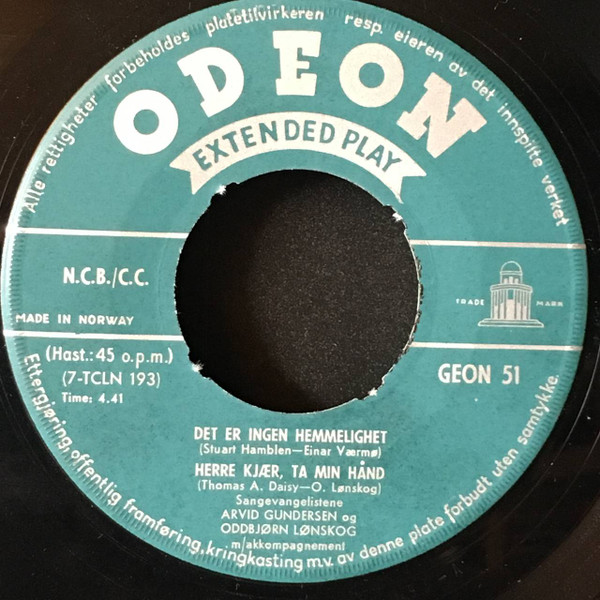 Alle rettigheter forbeholdes platetilvirkeren resp. eieren av det innspilte verket
ODEON
EXTENDED PLAY
N.C.B./C.C.
MADE IN NORWAY
TRADE MARK
(Hast.: 45 o.p.m.)
(7-TCLN 193)
Time: 4.41
GEON 51
DET ER INGEN HEMMELIGHET
(Stuart Hamblen—Einar Værmø)
HERRE KJÆR, TA MIN HÅND
(Thomas A. Daisy—O. Lønskog)
Sangevangelistene
ARVID GUNDERSEN og
ODDBJØRN LØNSKOG
m/akkompagnement
Ettergjøring, offentlig framføring, kringkasting m.v. av denne plate forbudt uten samtykke.